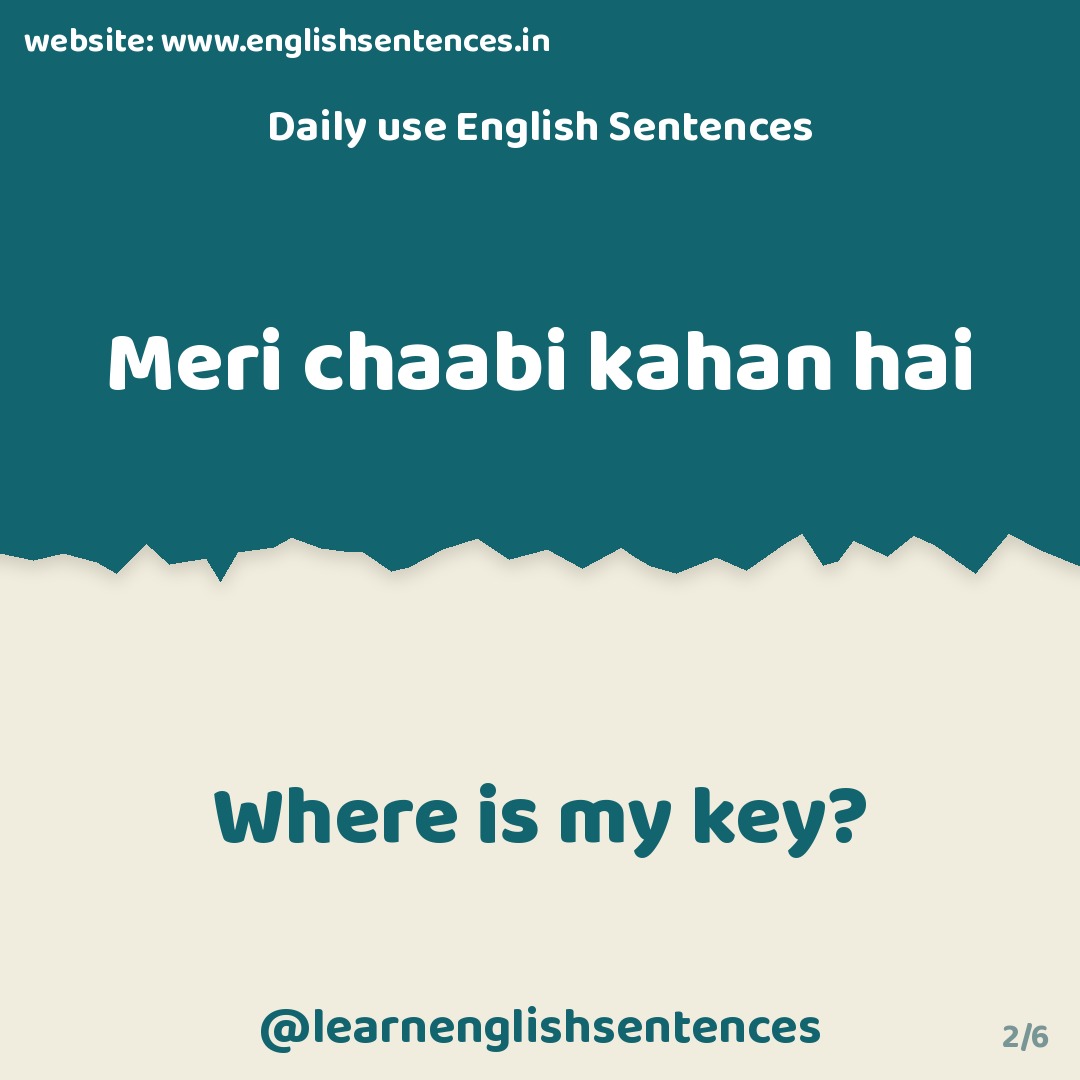 website: www.englishsentences.in
Daily use English Sentences
Meri chaabi kahan hai
Where is my key?
@learnenglishsentences
2/6